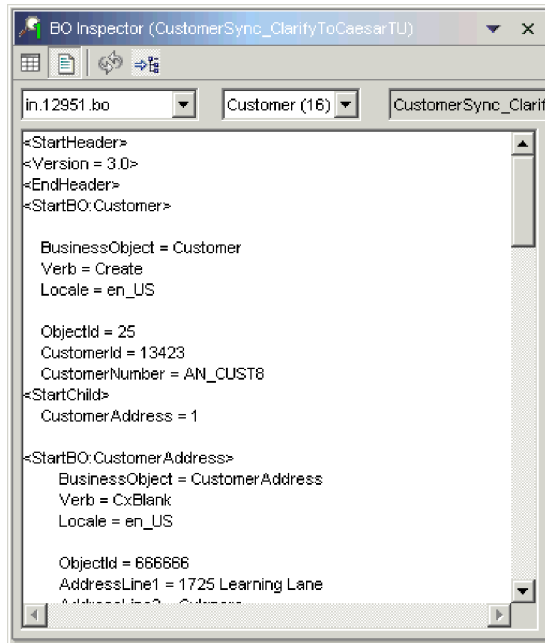 BO Inspector (CustomerSync_ClarifyToCaesarTU)
in.12951.bo
Customer (16)
CustomerSync_Clarif
<StartHeader>
<Version = 3.0>
<EndHeader>
<StartBO:Customer>
BusinessObject = Customer
Verb = Create
Locale = en_US
ObjectId = 25
CustomerId = 13423
CustomerNumber = AN_CUST8
<StartChild>
CustomerAddress = 1
<StartBO:CustomerAddress>
BusinessObject = CustomerAddress
Verb = CxBlank
Locale = en_US
ObjectId = 666666
AddressLine1 = 1725 Learning Lane